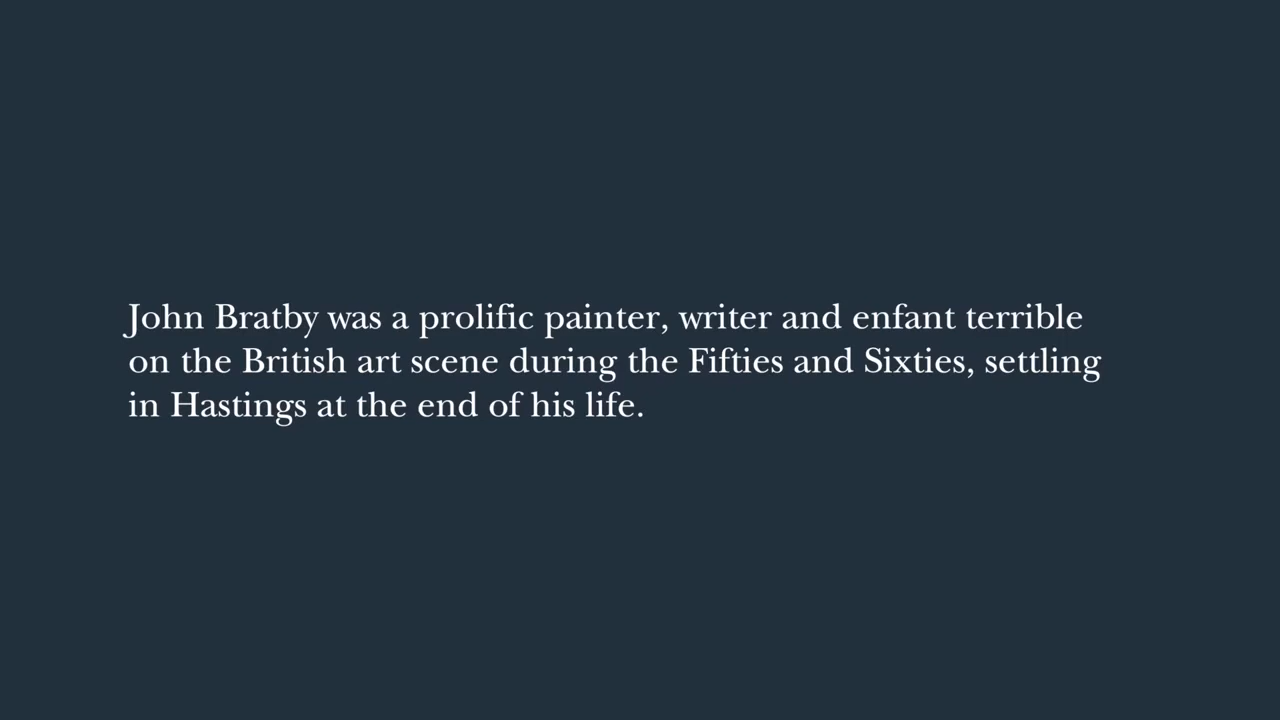 John Bratby was a prolific painter, writer and enfant terrible
on the British art scene during the Fifties and Sixties, settling
in Hastings at the end of his life.